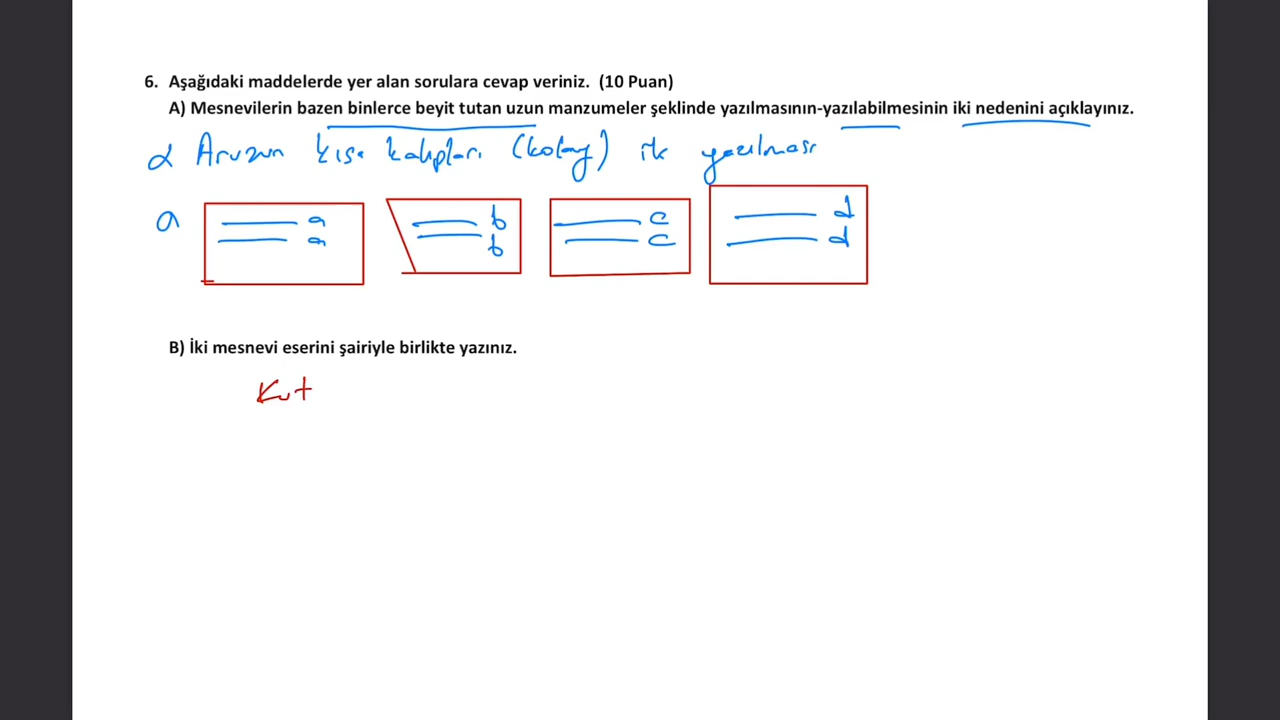 6. Aşağıdaki maddelerde yer alan sorulara cevap veriniz. (10 Puan)
A) Mesnevilerin bazen binlerce beyit tutan uzun manzumeler şeklinde yazılmasının-yazılabilmesinin iki nedenini açıklayınız.
Aruzun kısa kalıpları (kolay) ile yazılması
a a b c d
a b c d
B) İki mesnevi eserini şairiyle birlikte yazınız.
Kut